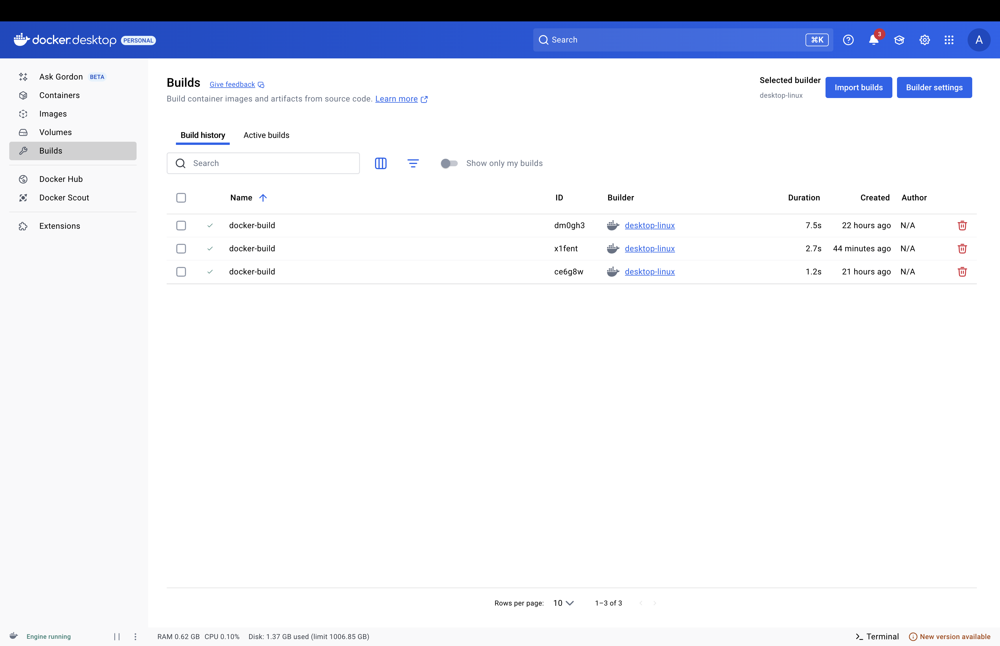 docker.desktop PERSONAL
Search ⌘K
3
A
Ask Gordon BETA
Containers
Images
Volumes
Builds
Docker Hub
Docker Scout
Extensions
Builds Give feedback
Build container images and artifacts from source code. Learn more
Selected builder
desktop-linux
Import builds
Builder settings
Build history Active builds
Search Show only my builds
Name ID Builder Duration Created Author
docker-build dm0gh3 desktop-linux 7.5s 22 hours ago N/A
docker-build x1fent desktop-linux 2.7s 44 minutes ago N/A
docker-build ce6g8w desktop-linux 1.2s 21 hours ago N/A
Rows per page: 10 1–3 of 3
Engine running RAM 0.62 GB CPU 0.10% Disk: 1.37 GB used (limit 1006.85 GB) >_ Terminal New version available